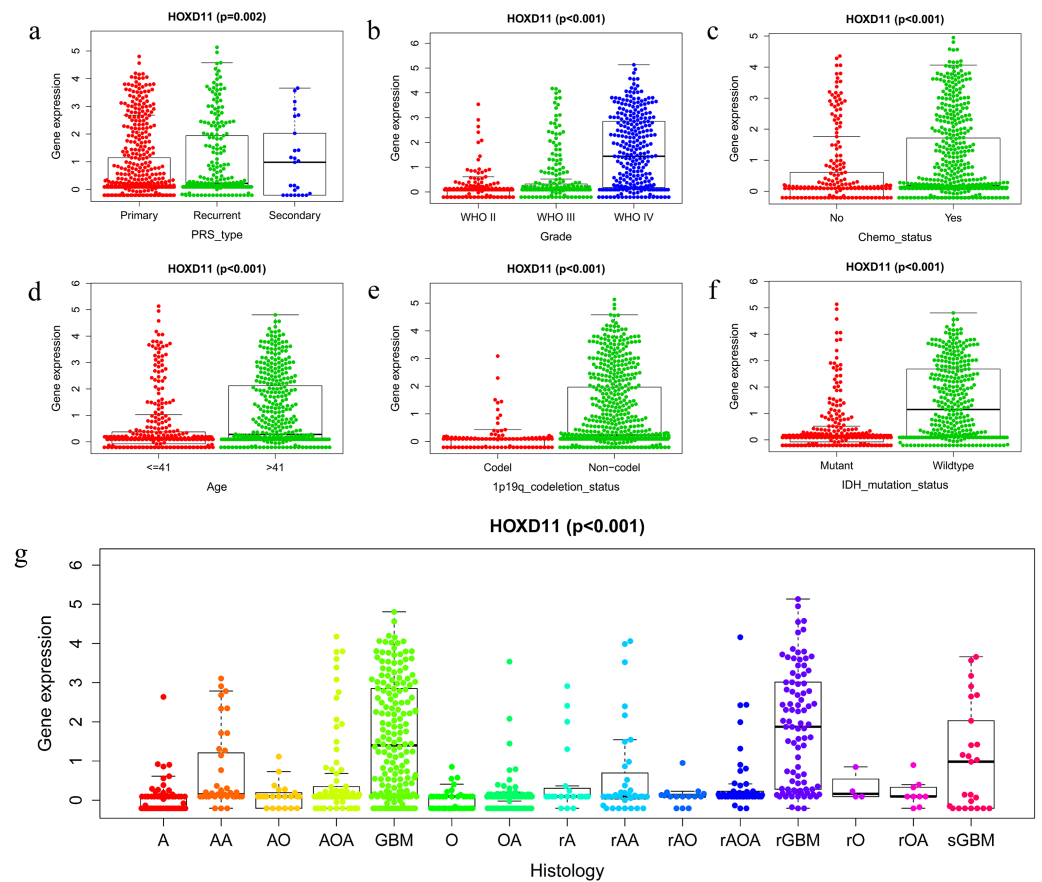 a
HOXD11 (p=0.002)
Gene expression
5
4
3
2
1
0
Primary
Recurrent
Secondary
PRS_type
b
HOXD11 (p<0.001)
Gene expression
6
5
4
3
2
1
0
WHO II
WHO III
WHO IV
Grade
c
HOXD11 (p<0.001)
Gene expression
5
4
3
2
1
0
No
Yes
Chemo_status
d
HOXD11 (p<0.001)
Gene expression
6
5
4
3
2
1
0
<=41
>41
Age
e
HOXD11 (p<0.001)
Gene expression
5
4
3
2
1
0
Codel
Non-codel
1p19q_codeletion_status
f
HOXD11 (p<0.001)
Gene expression
6
5
4
3
2
1
0
Mutant
Wildtype
IDH_mutation_status
g
HOXD11 (p<0.001)
Gene expression
6
5
4
3
2
1
0
A
AA
AO
AOA
GBM
O
OA
rA
rAA
rAO
rAOA
rGBM
rO
rOA
sGBM
Histology